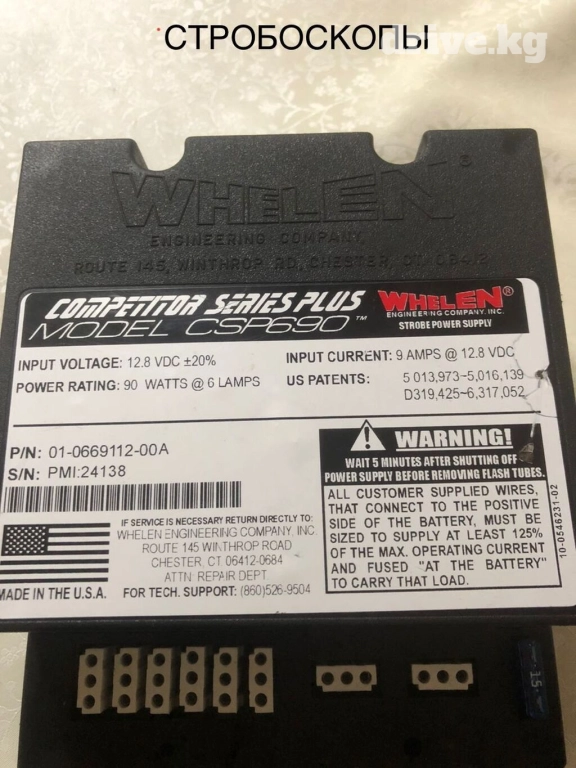 СТРОБОСКОПЫ
WHELEN®
ENGINEERING COMPANY,
ROUTE 145, WINTHROP RD, CHESTER, CT. 06412
COMPETITOR SERIES PLUS
MODEL CSP690™
WHELEN®
ENGINEERING COMPANY, INC.
STROBE POWER SUPPLY
INPUT VOLTAGE: 12.8 VDC ±20%
POWER RATING: 90 WATTS @ 6 LAMPS
INPUT CURRENT: 9 AMPS @ 12.8 VDC
US PATENTS: 5 013,973~5,016,139
D319,425~6,317,052
P/N: 01-0669112-00A
S/N: PMI:24138
WARNING!
WAIT 5 MINUTES AFTER SHUTTING OFF
POWER SUPPLY BEFORE REMOVING FLASH TUBES.
ALL CUSTOMER SUPPLIED WIRES,
THAT CONNECT TO THE POSITIVE
SIDE OF THE BATTERY, MUST BE
SIZED TO SUPPLY AT LEAST 125%
OF THE MAX. OPERATING CURRENT
AND FUSED "AT THE BATTERY"
TO CARRY THAT LOAD.
10-0546231-02
IF SERVICE IS NECESSARY RETURN DIRECTLY TO:
WHELEN ENGINEERING COMPANY, INC
ROUTE 145 WINTHROP ROAD
CHESTER, CT 06412-0684
ATTN: REPAIR DEPT
FOR TECH. SUPPORT: (860)526-9504
MADE IN THE U.S.A.
15